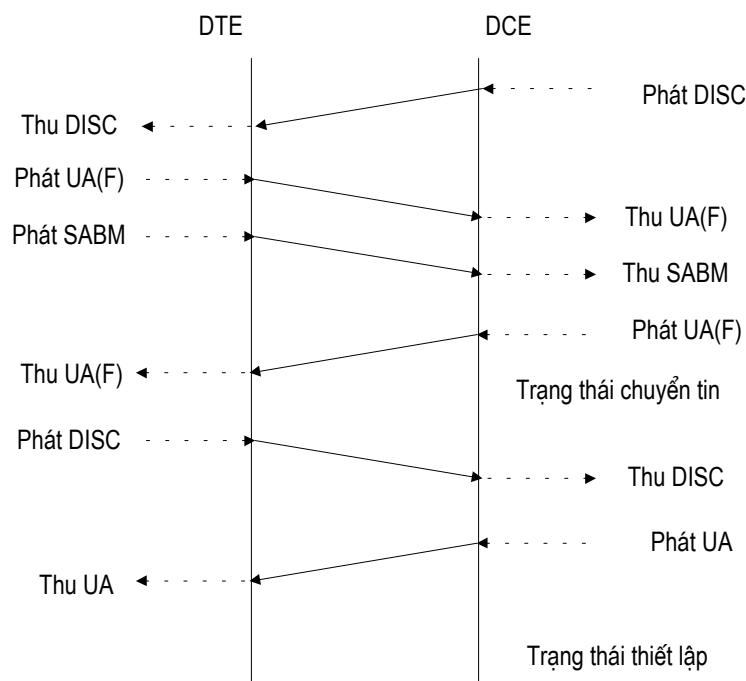 DTE
DCE
Phát DISC
Thu DISC
Phát UA(F)
Thu UA(F)
Phát SABM
Thu SABM
Phát UA(F)
Thu UA(F)
Trạng thái chuyển tin
Phát DISC
Thu DISC
Phát UA
Thu UA
Trạng thái thiết lập